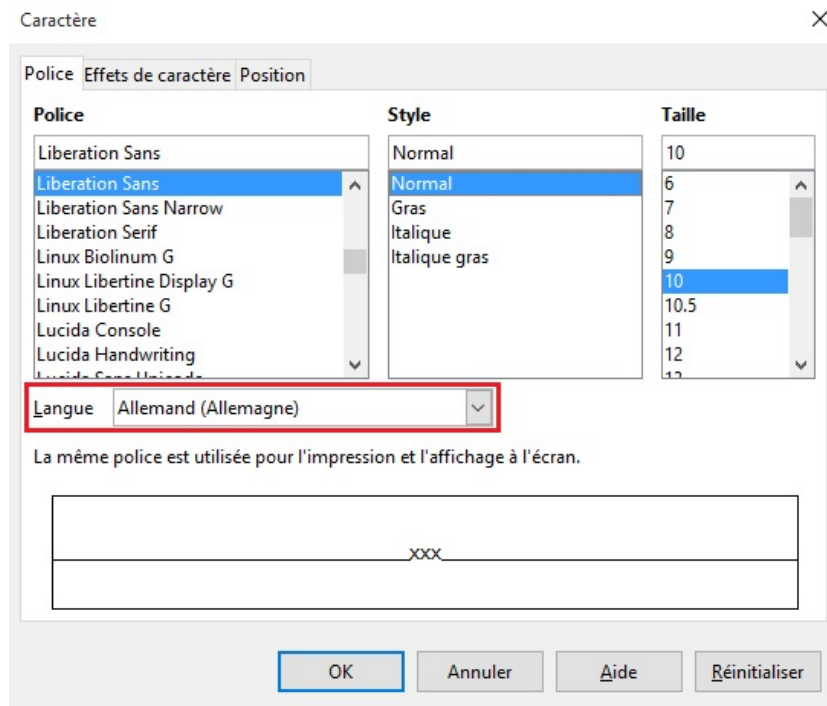 Caractère
Police Effets de caractère Position
Police Style Taille
Liberation Sans Normal 10
Liberation Sans Normal 6
Liberation Sans Narrow Gras 7
Liberation Serif Italique 8
Linux Biolinum G Italique gras 9
Linux Libertine Display G 10
Linux Libertine G 10.5
Lucida Console 11
Lucida Handwriting 12
Lucida Sans Unicode
Langue Allemand (Allemagne)
La même police est utilisée pour l'impression et l'affichage à l'écran.
xxx
OK Annuler Aide Réinitialiser